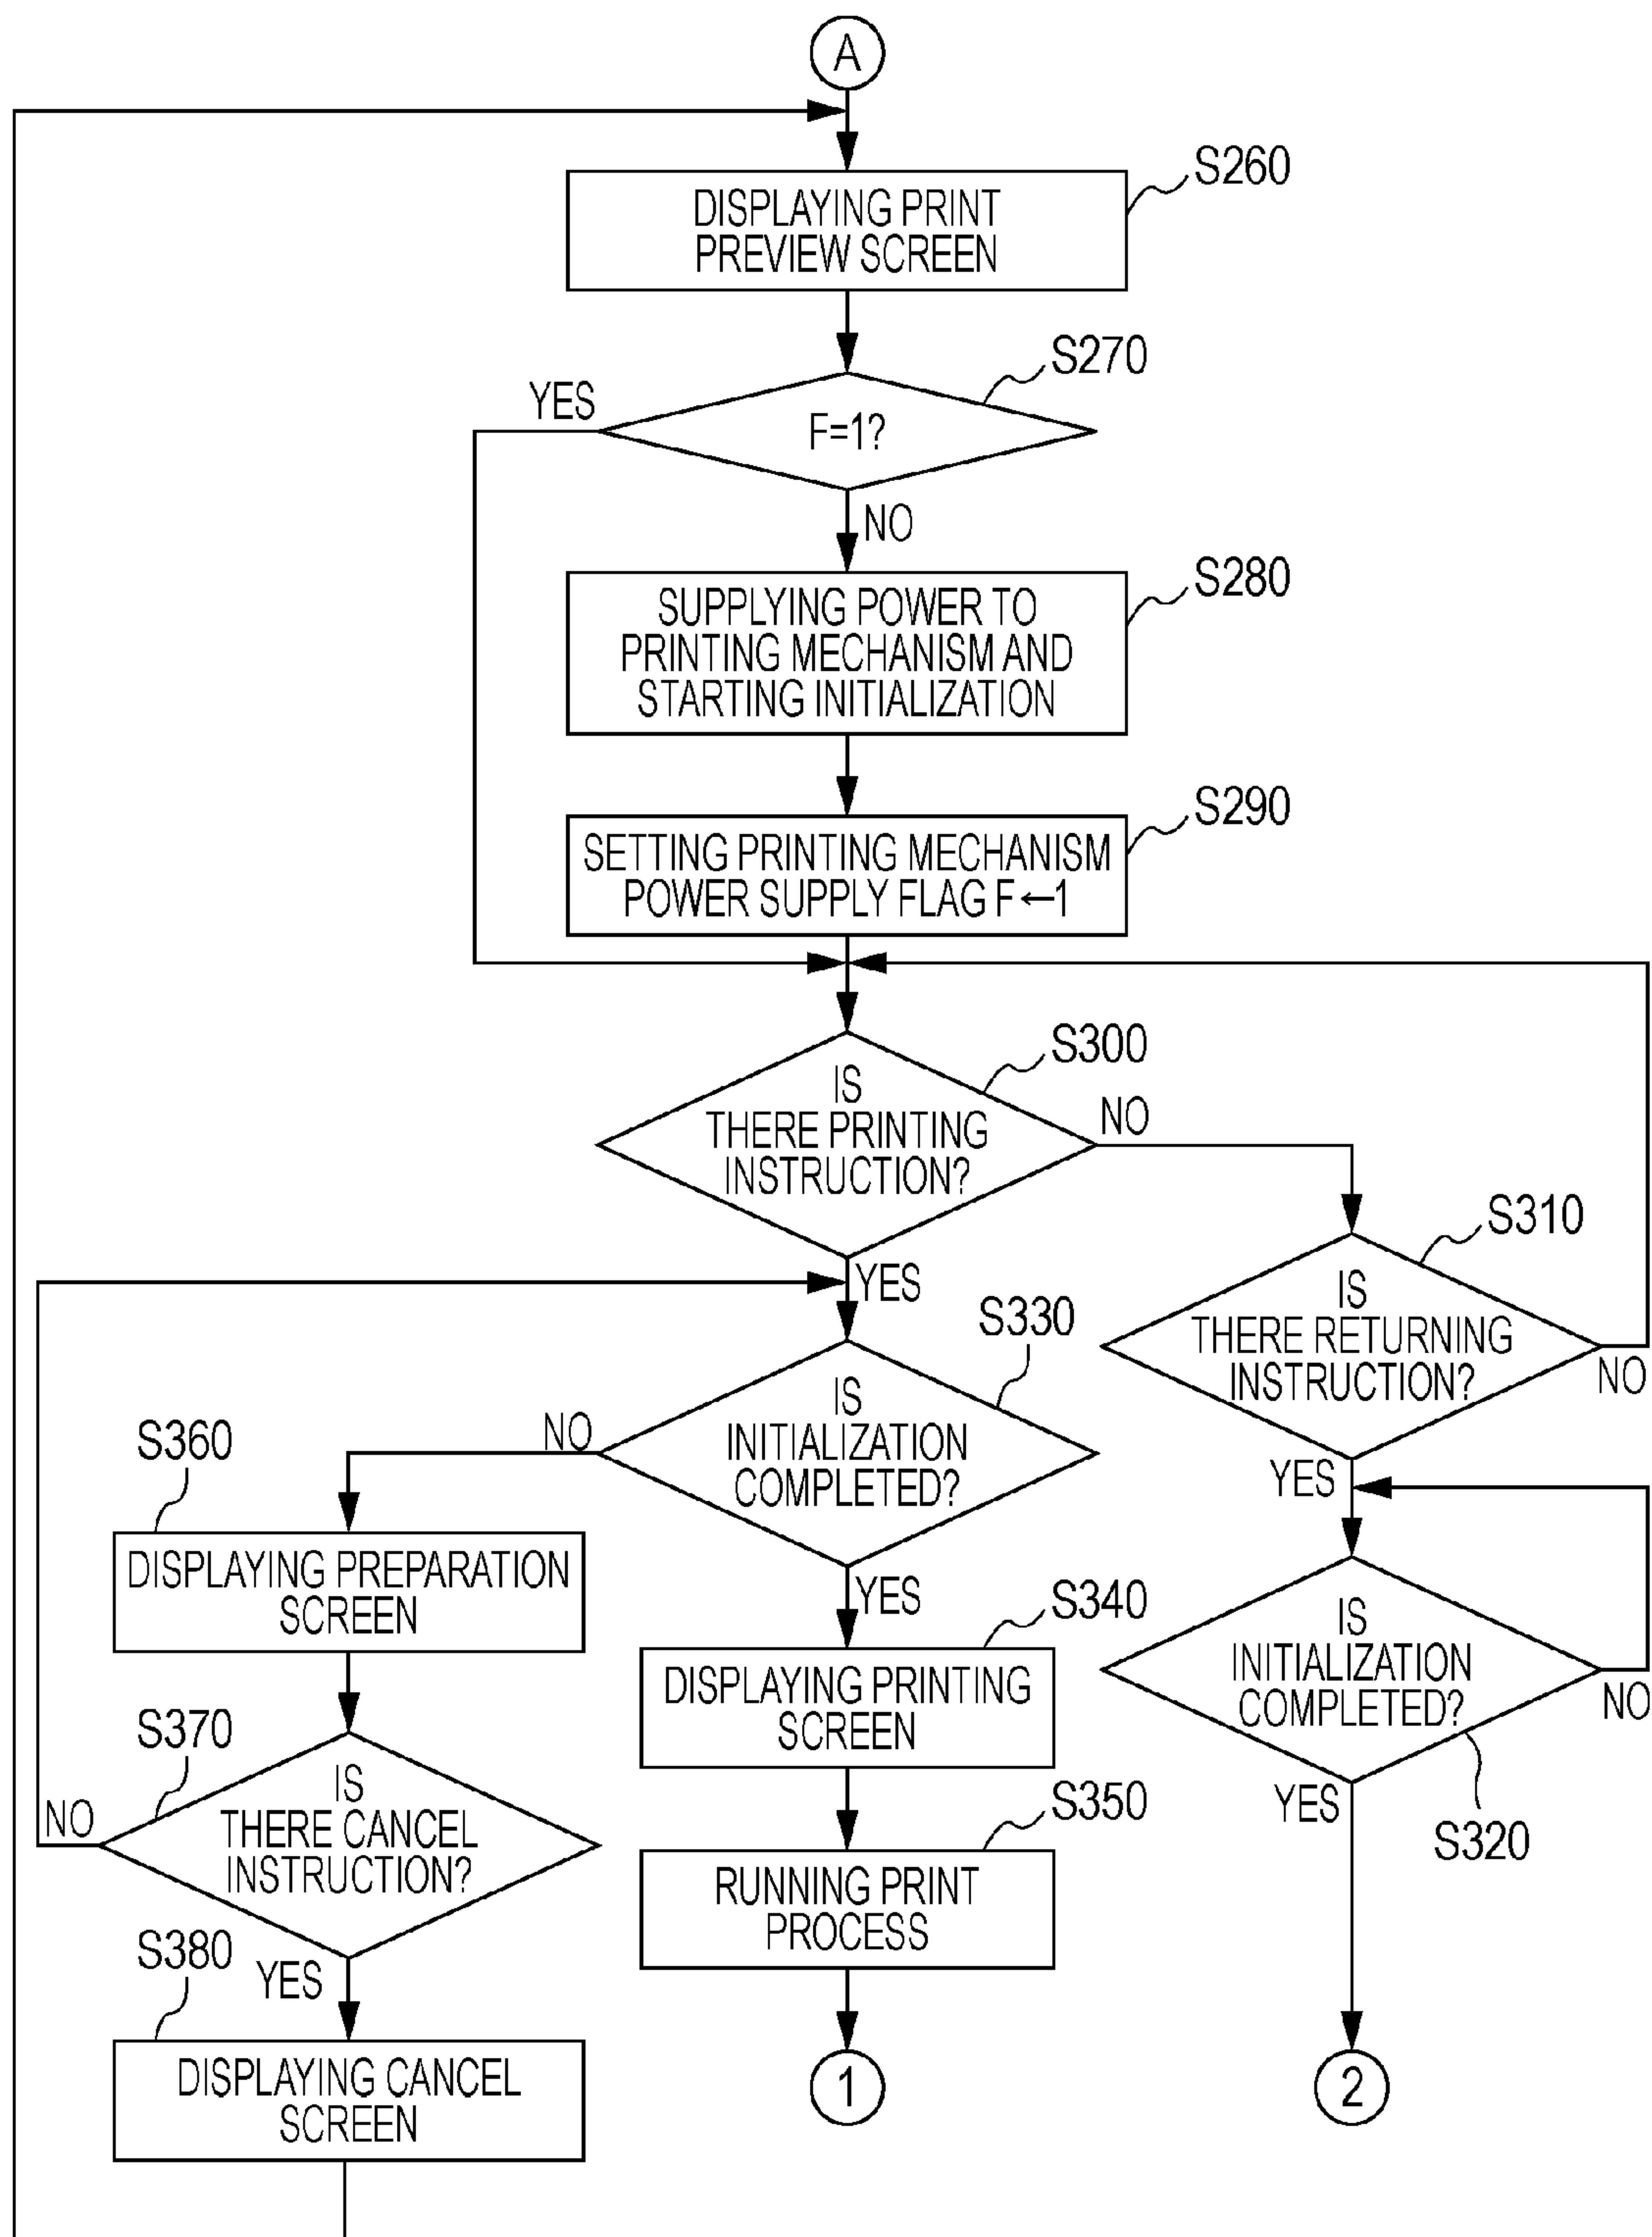 A
S260
DISPLAYING PRINT
PREVIEW SCREEN
S270
YES
F=1?
NO
S280
SUPPLYING POWER TO
PRINTING MECHANISM AND
STARTING INITIALIZATION
S290
SETTING PRINTING MECHANISM
POWER SUPPLY FLAG F←1
S300
IS
THERE PRINTING
INSTRUCTION?
NO
YES
S310
IS
THERE RETURNING
INSTRUCTION?
NO
YES
S330
IS
INITIALIZATION
COMPLETED?
NO
YES
S360
DISPLAYING PREPARATION
SCREEN
S340
DISPLAYING PRINTING
SCREEN
IS
INITIALIZATION
COMPLETED?
NO
YES
S320
S370
IS
THERE CANCEL
INSTRUCTION?
NO
YES
S350
RUNNING PRINT
PROCESS
S380
DISPLAYING CANCEL
SCREEN
1
2